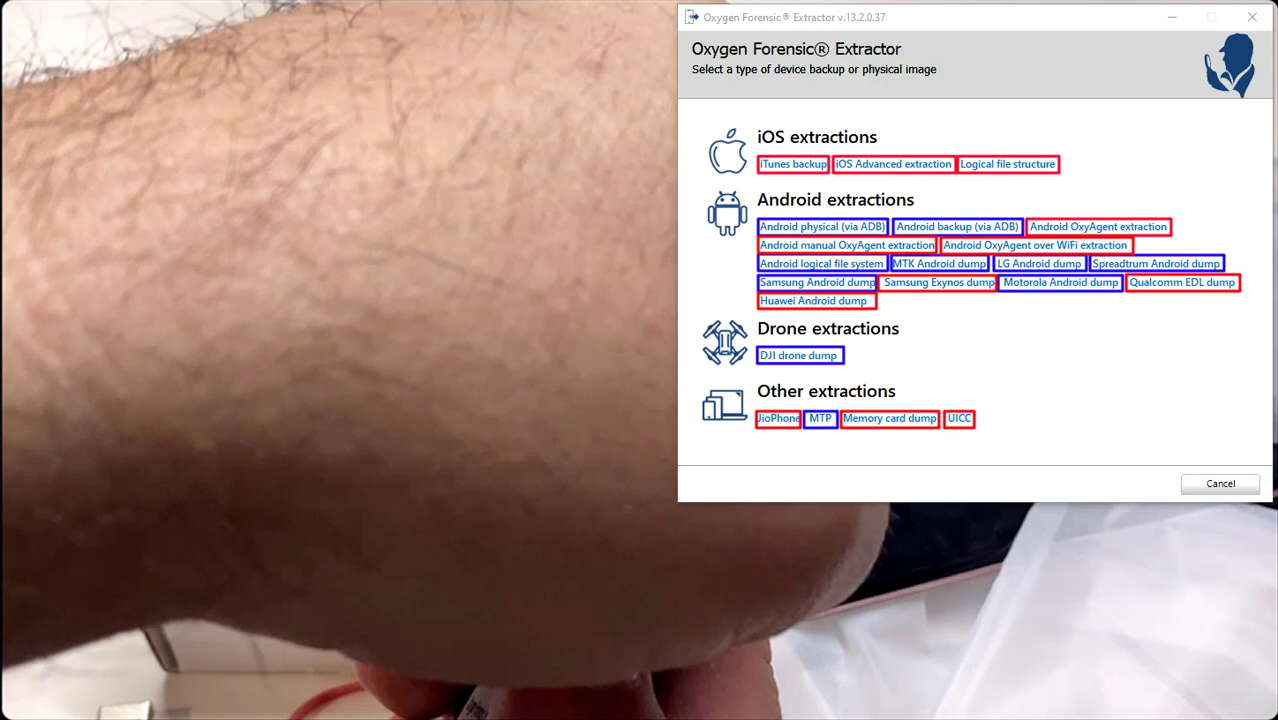 Oxygen Forensic® Extractor v.13.2.0.37
Oxygen Forensic® Extractor
Select a type of device backup or physical image
iOS extractions
iTunes backup iOS Advanced extraction Logical file structure
Android extractions
Android physical (via ADB) Android backup (via ADB) Android OxyAgent extraction
Android manual OxyAgent extraction Android OxyAgent over WiFi extraction
Android logical file system MTK Android dump LG Android dump Spreadtrum Android dump
Samsung Android dump Samsung Exynos dump Motorola Android dump Qualcomm EDL dump
Huawei Android dump
Drone extractions
DJI drone dump
Other extractions
JioPhone MTP Memory card dump UICC
Cancel